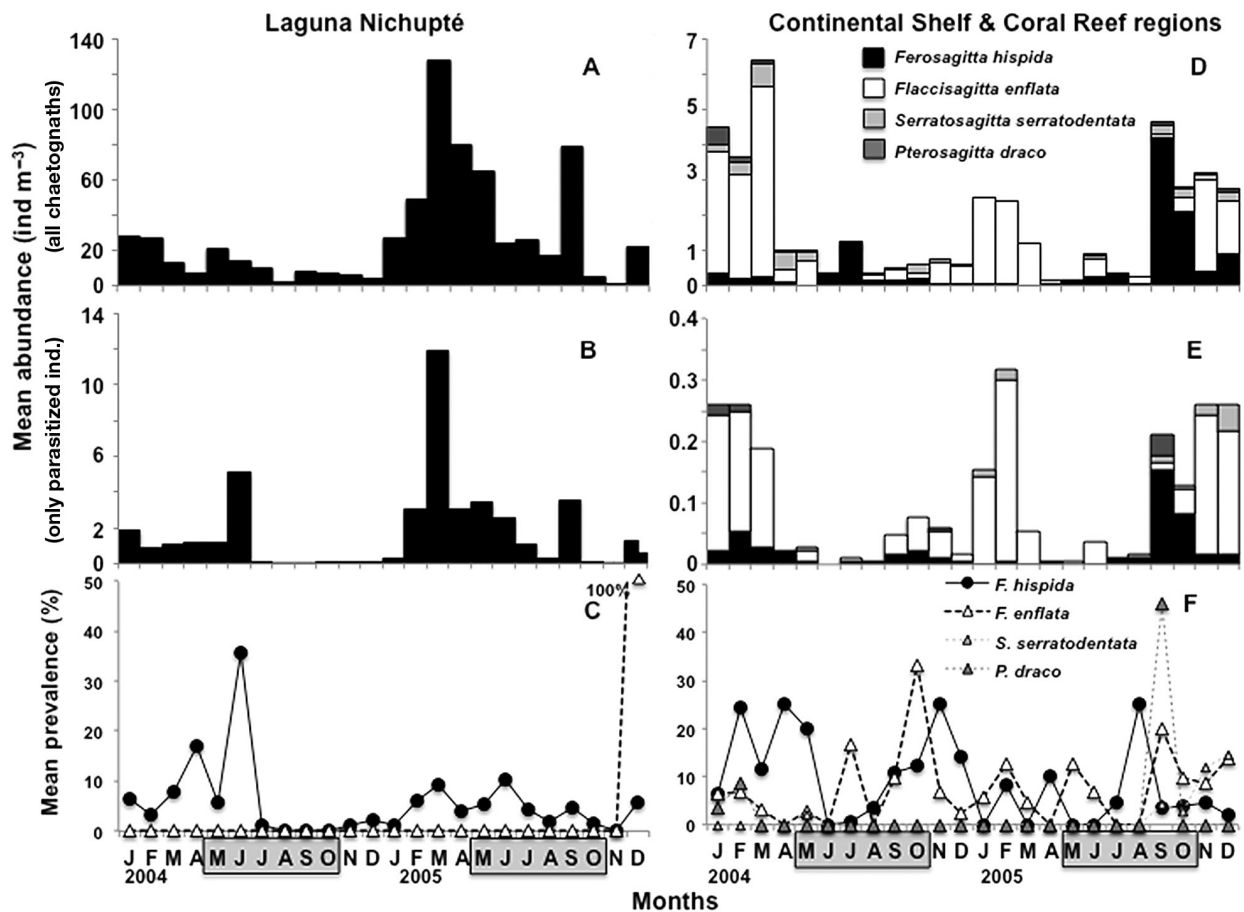 Laguna Nichupté
Continental Shelf & Coral Reef regions
Mean abundance (ind m⁻³)
(all chaetognaths)
(only parasitized ind.)
140
100
60
20
0
A
7
5
3
1
0
D
Ferosagitta hispida
Flaccisagitta enflata
Serratosagitta serratodentata
Pterosagitta draco
14
10
6
2
0
B
0.4
0.3
0.2
0.1
0
E
Mean prevalence (%)
50
40
30
20
10
0
100%
C
50
40
30
20
10
0
F. hispida
F. enflata
S. serratodentata
P. draco
F
J F M A M J J A S O N D J F M A M J J A S O N D
2004 2005
J F M A M J J A S O N D J F M A M J J A S O N D
2004 2005
Months